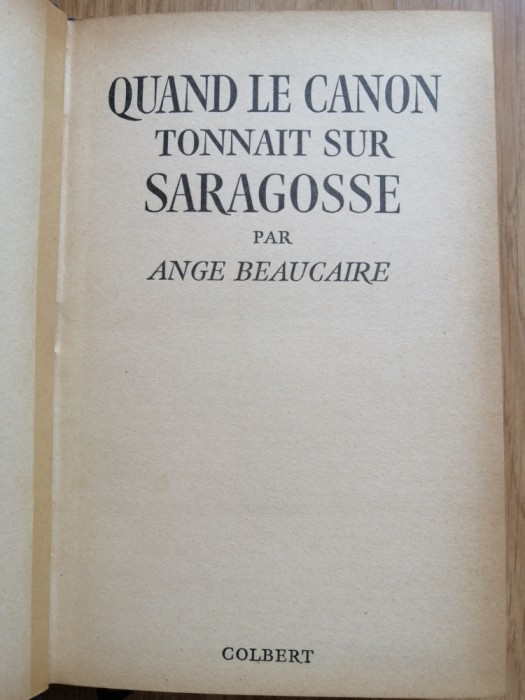 QUAND LE CANON
TONNAIT SUR
SARAGOSSE
PAR
ANGE BEAUCAIRE
COLBERT